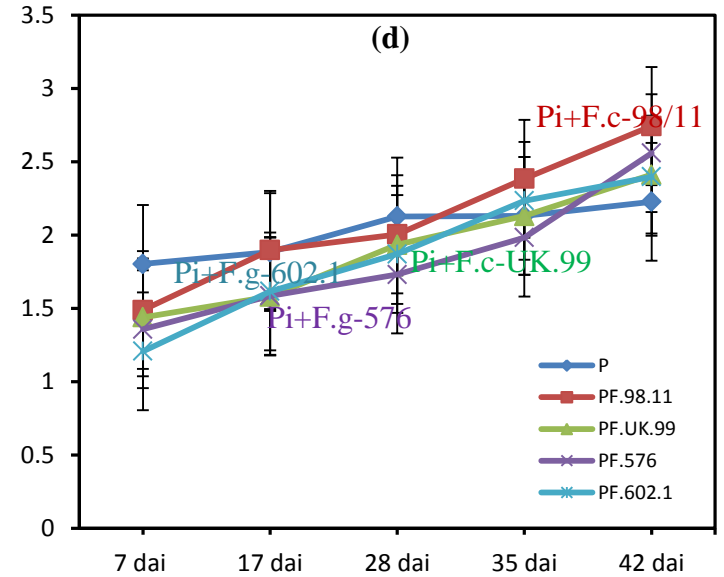 3.5
(d)
3
Pi+F.c-98/11
2.5
2
Pi+F.g-602.1
Pi+F.c-UK.99
1.5
Pi+F.g-576
1
0.5
0
P
PF.98.11
PF.UK.99
PF.576
PF.602.1
7 dai 17 dai 28 dai 35 dai 42 dai